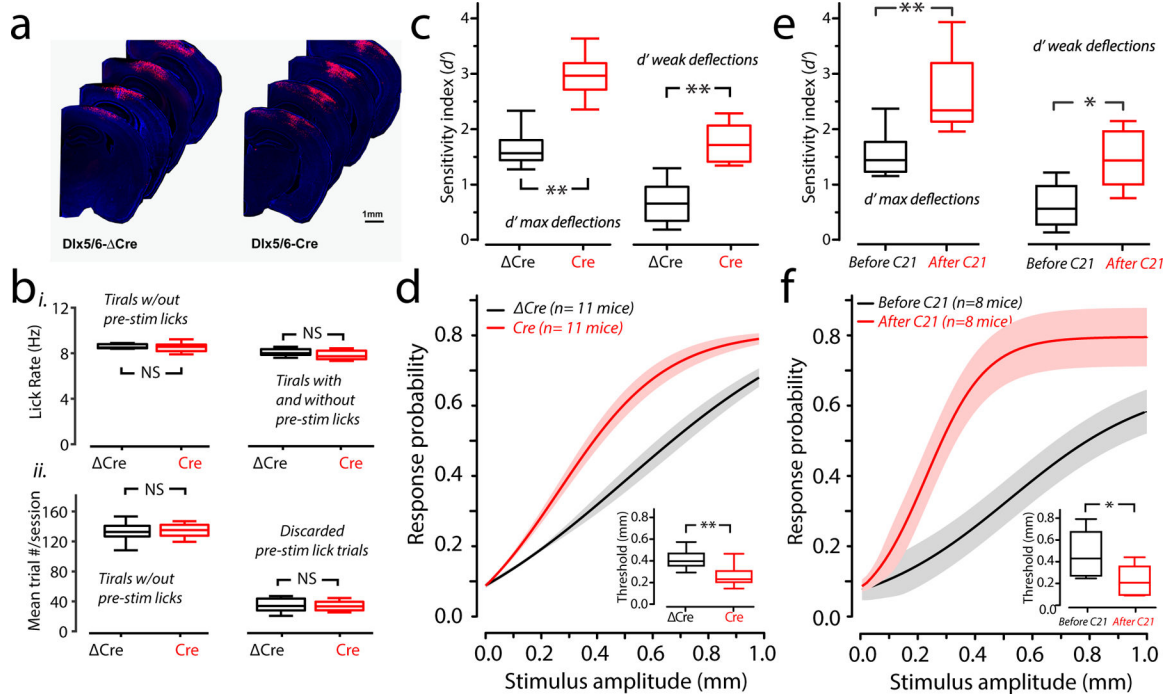 a
Dlx5/6-ΔCre
Dlx5/6-Cre
1mm
b
i.
Tirals w/out
pre-stim licks
Lick Rate (Hz)
12
8
4
0
NS
NS
Tirals with
and without
pre-stim licks
ΔCre
Cre
ΔCre
Cre
ii.
Mean trial #/session
160
120
80
40
0
NS
Tirals w/out
pre-stim licks
Discarded
pre-stim lick trials
NS
ΔCre
Cre
ΔCre
Cre
c
Sensitivity index (d')
4
3
2
1
0
**
d' max deflections
d' weak deflections
**
ΔCre
Cre
ΔCre
Cre
d
ΔCre (n= 11 mice)
Cre (n= 11 mice)
Response probability
0.8
0.6
0.4
0.2
0.0
0.0 0.2 0.4 0.6 0.8 1.0
Stimulus amplitude (mm)
Threshold (mm)
0.8
0.6
0.4
0.2
0.0
**
ΔCre
Cre
e
Sensitivity index (d')
4
3
2
1
0
**
d' max deflections
d' weak deflections
*
Before C21
After C21
Before C21
After C21
f
Before C21 (n=8 mice)
After C21 (n=8 mice)
Response probability
0.8
0.6
0.4
0.2
0.0
0.0 0.2 0.4 0.6 0.8 1.0
Stimulus amplitude (mm)
Threshold (mm)
0.8
0.6
0.4
0.2
0.0
*
Before C21
After C21